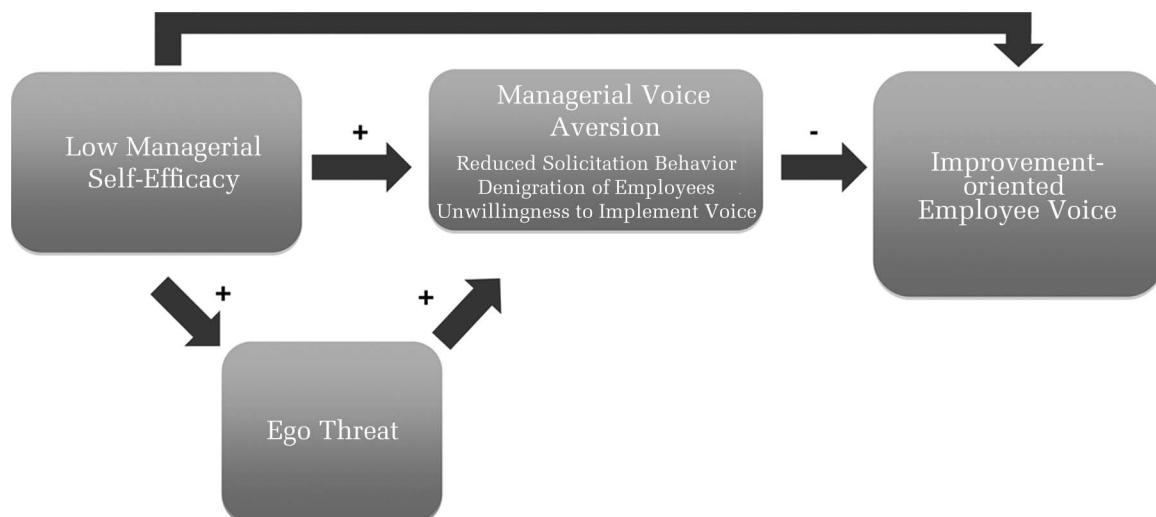 Low Managerial
Self-Efficacy
+
Managerial Voice
Aversion
Reduced Solicitation Behavior
Denigration of Employees
Unwillingness to Implement Voice
-
Improvement-
oriented
Employee Voice
+
+
Ego Threat